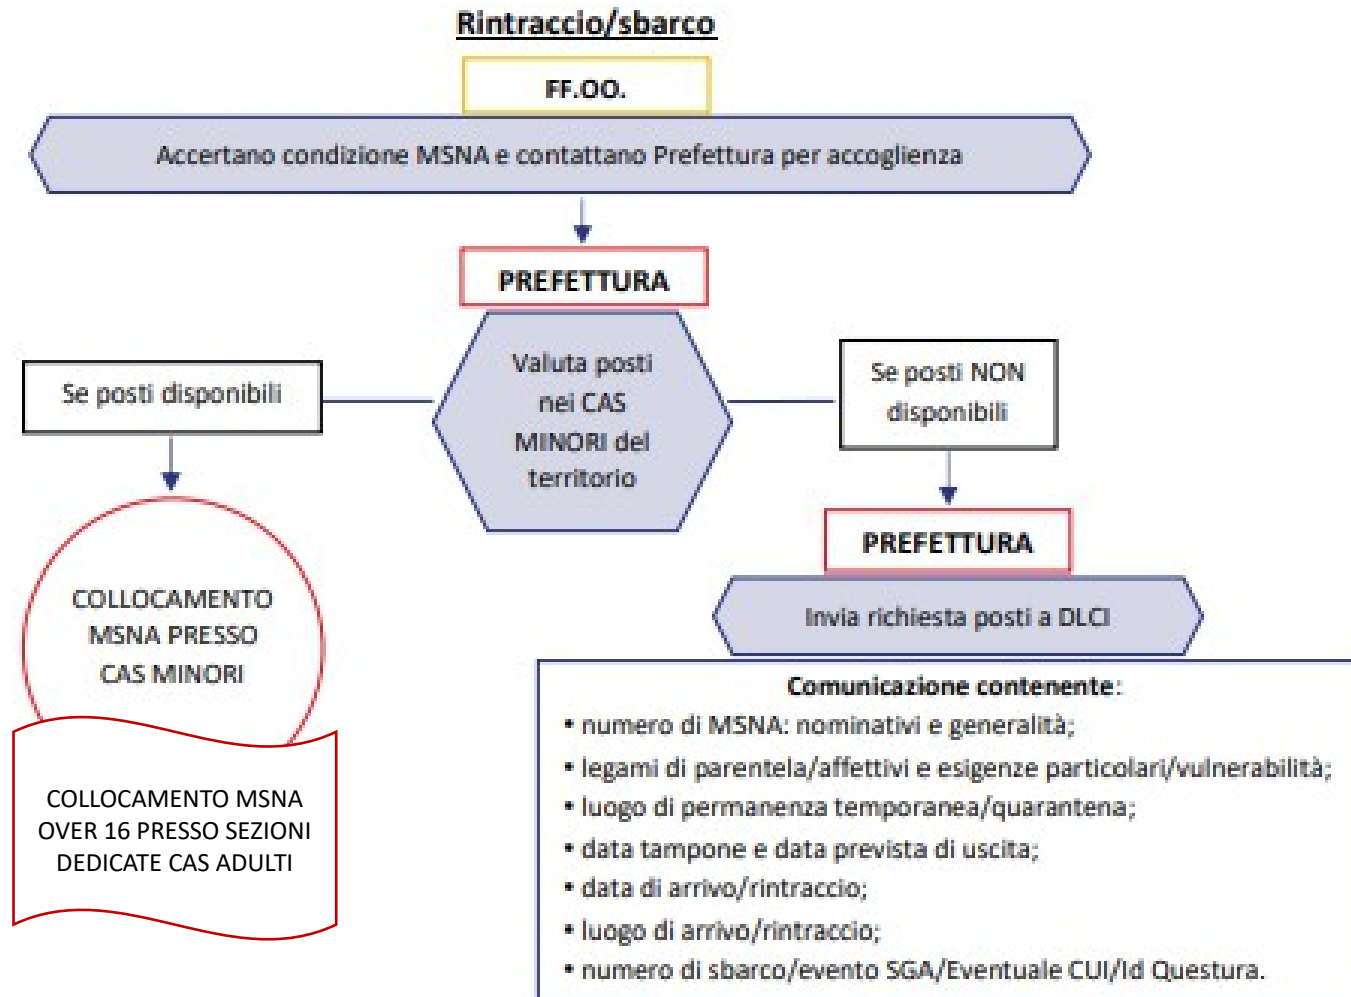 Rintraccio/sbarco
FF.OO.
Accertano condizione MSNA e contattano Prefettura per accoglienza
PREFETTURA
Valuta posti
nei CAS
MINORI del
territorio
Se posti disponibili
Se posti NON
disponibili
COLLOCAMENTO
MSNA PRESSO
CAS MINORI
COLLOCAMENTO MSNA
OVER 16 PRESSO SEZIONI
DEDICATE CAS ADULTI
PREFETTURA
Invia richiesta posti a DLCI
Comunicazione contenente:
• numero di MSNA: nominativi e generalità;
• legami di parentela/affettivi e esigenze particolari/vulnerabilità;
• luogo di permanenza temporanea/quarantena;
• data tampone e data prevista di uscita;
• data di arrivo/rintraccio;
• luogo di arrivo/rintraccio;
• numero di sbarco/evento SGA/Eventuale CUI/Id Questura.